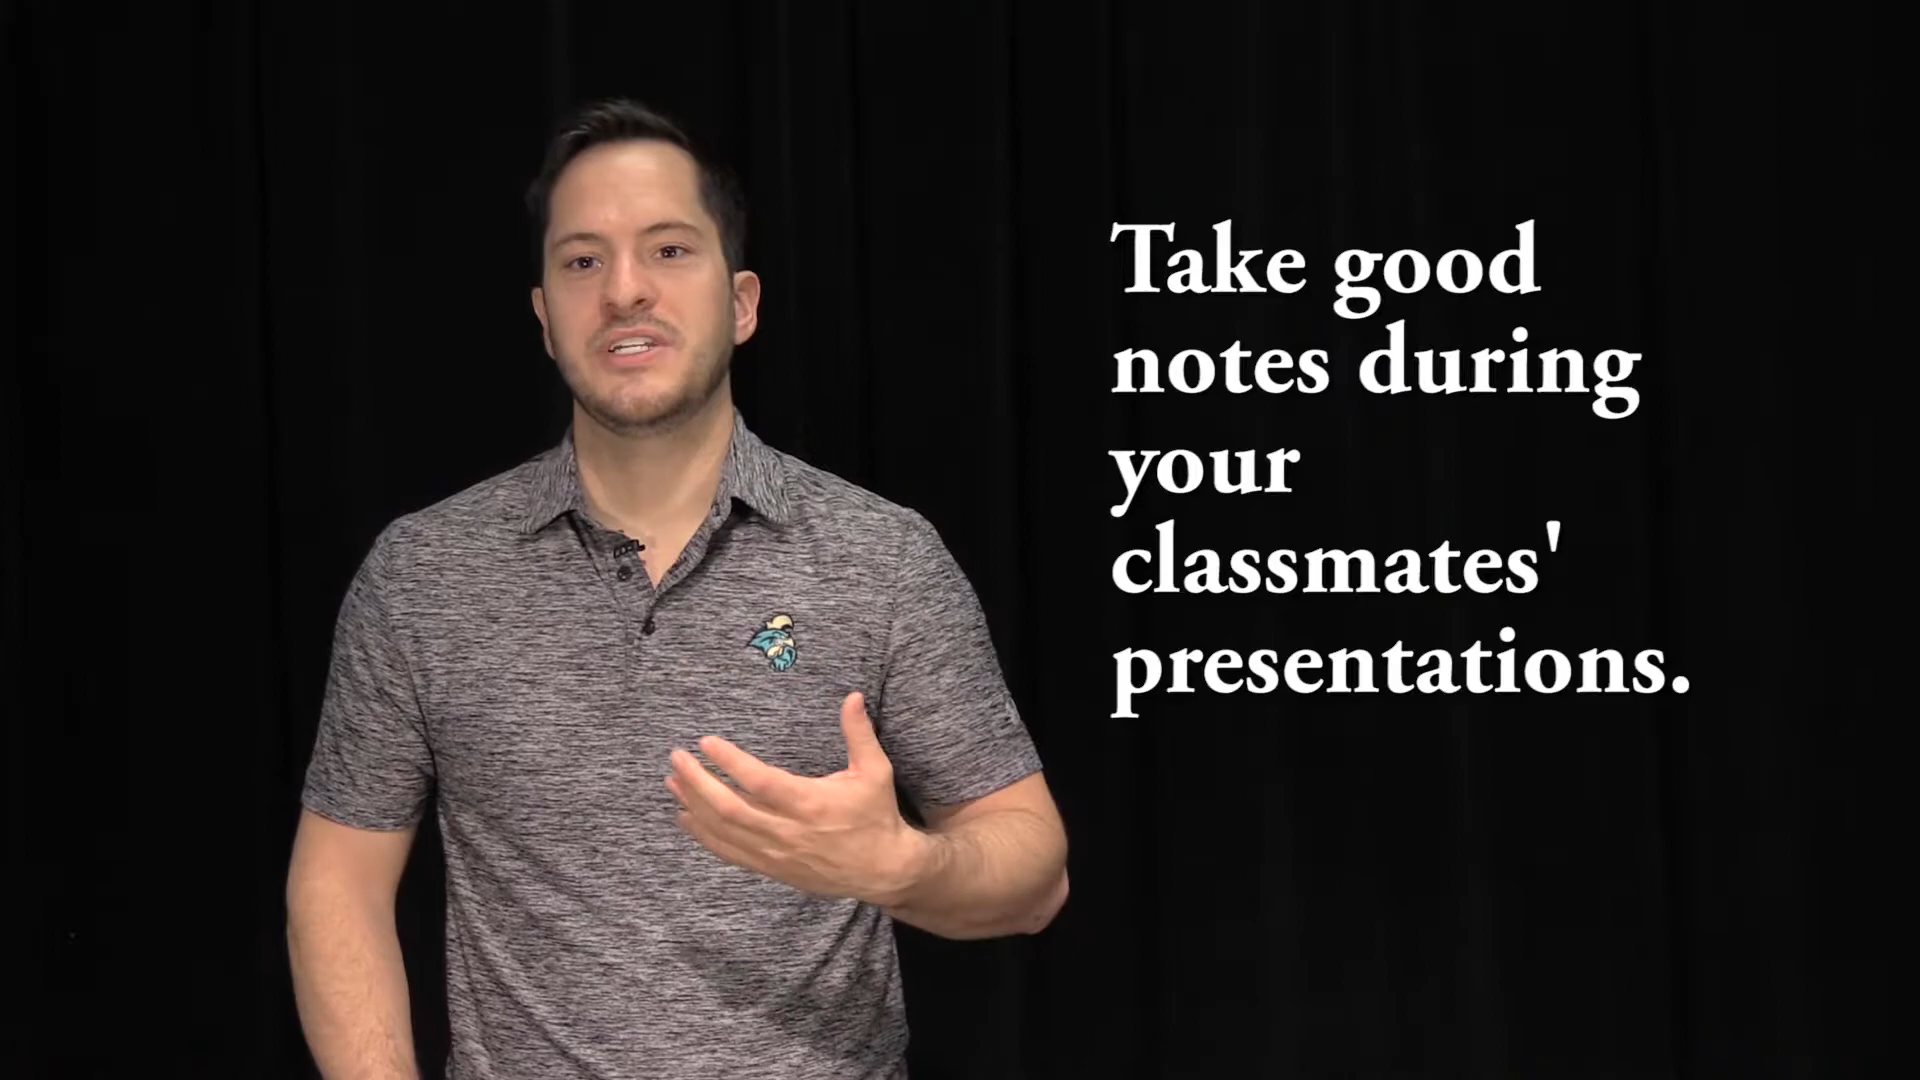 Take good
notes during
your
classmates'
presentations.